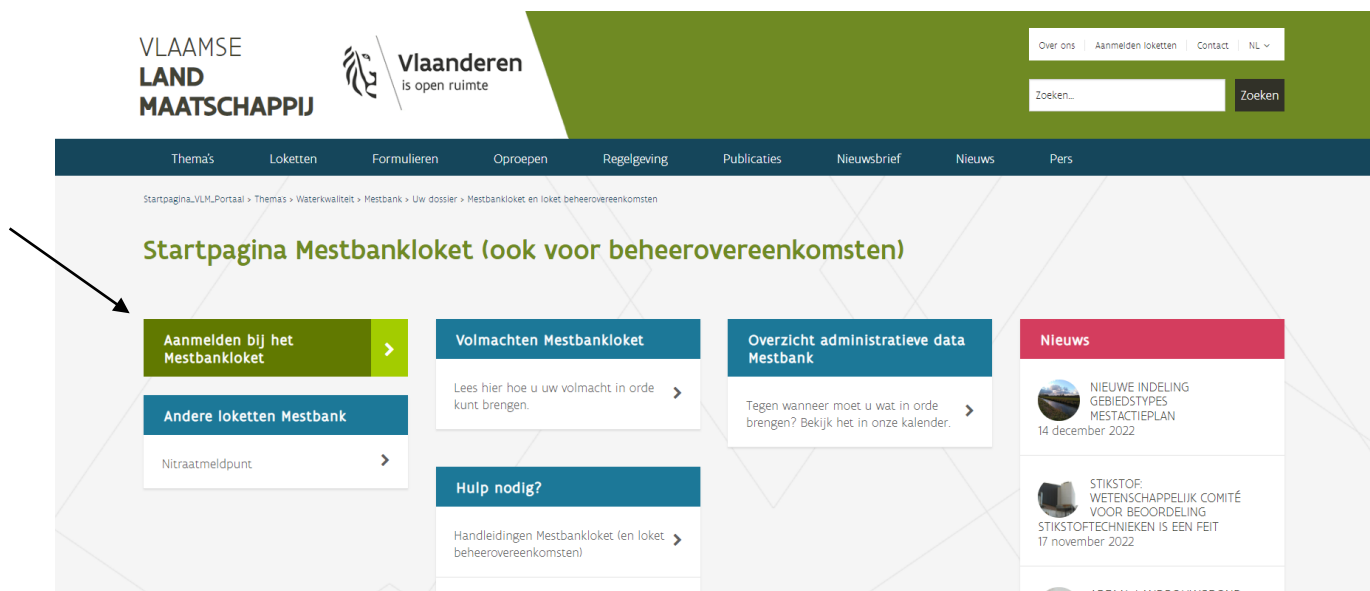 VLAAMSE
LAND
MAATSCHAPPIJ
Vlaanderen
is open ruimte
Over ons
Aanmelden loketten
Contact
NL
Zoeken...
Zoeken
Thema's
Loketten
Formulieren
Oproepen
Regelgeving
Publicaties
Nieuwsbrief
Nieuws
Pers
Startpagina_VLM_Portaal > Themas > Waterkwaliteit > Mestbank > Uw dossier > Mestbankloket en loket beheerovereenkomsten
Startpagina Mestbankloket (ook voor beheerovereenkomsten)
Aanmelden bij het
Mestbankloket
Andere loketten Mestbank
Nitraatmeldpunt
Volmachten Mestbankloket
Lees hier hoe u uw volmacht in orde
kunt brengen.
Hulp nodig?
Handleidingen Mestbankloket (en loket
beheerovereenkomsten)
Overzicht administratieve data
Mestbank
Tegen wanneer moet u wat in orde
brengen? Bekijk het in onze kalender.
Nieuws
NIEUWE INDELING
GEBIEDSTYPES
MESTACTIEPLAN
14 december 2022
STIKSTOF:
WETENSCHAPPELIJK COMITÉ
VOOR BEOORDELING
STIKSTOFTECHNIEKEN IS EEN FEIT
17 november 2022